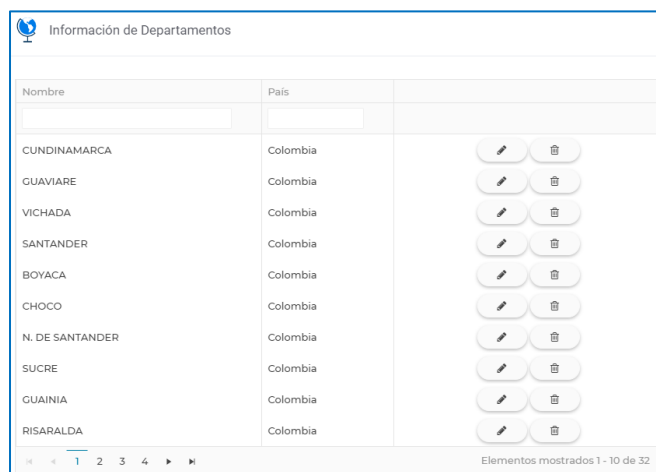 Información de Departamentos
Nombre País
CUNDINAMARCA Colombia
GUAVIARE Colombia
VICHADA Colombia
SANTANDER Colombia
BOYACA Colombia
CHOCO Colombia
N. DE SANTANDER Colombia
SUCRE Colombia
GUAINIA Colombia
RISARALDA Colombia
1 2 3 4 Elementos mostrados 1 - 10 de 32